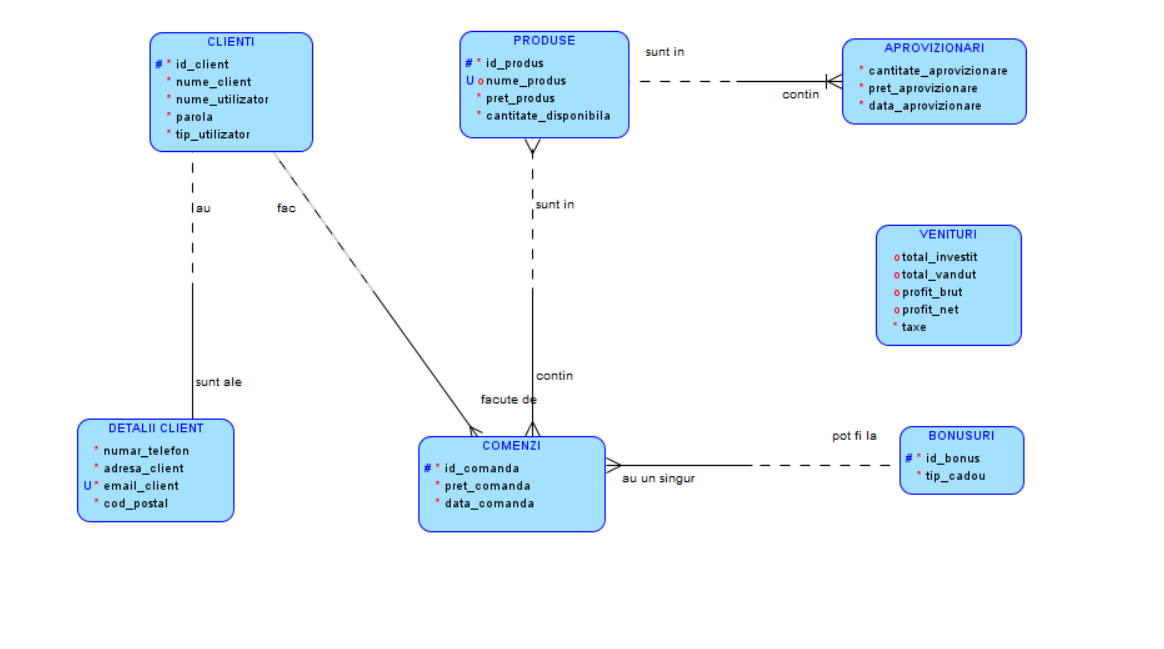 CLIENTI
# * id_client
* nume_client
* nume_utilizator
* parola
* tip_utilizator
PRODUSE
# * id_produs
U o nume_produs
* pret_produs
* cantitate_disponibila
sunt in
contin
APROVIZIONARI
* cantitate_aprovizionare
* pret_aprovizionare
* data_aprovizionare
au
fac
sunt in
VENITURI
o total_investit
o total_vandut
o profit_brut
o profit_net
* taxe
sunt ale
contin
facute de
DETALII CLIENT
* numar_telefon
* adresa_client
U * email_client
* cod_postal
COMENZI
# * id_comanda
* pret_comanda
* data_comanda
pot fi la
au un singur
BONUSURI
# * id_bonus
* tip_cadou